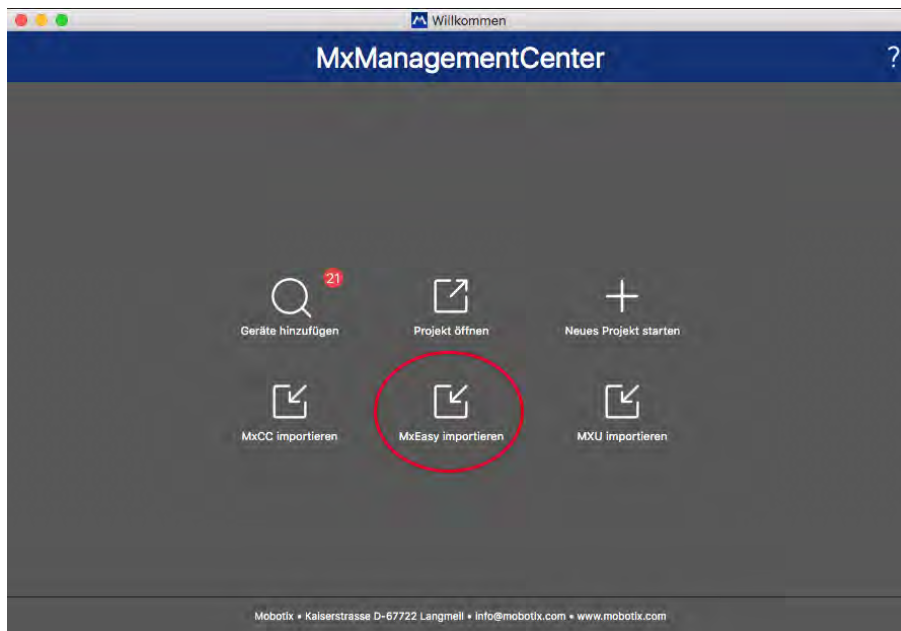 Willkommen
MxManagementCenter
?
21
Geräte hinzufügen
Projekt öffnen
Neues Projekt starten
MxCC importieren
MxEasy importieren
MXU importieren
Mobotix • Kaiserstrasse D-67722 Langmeil • info@mobotix.com • www.mobotix.com